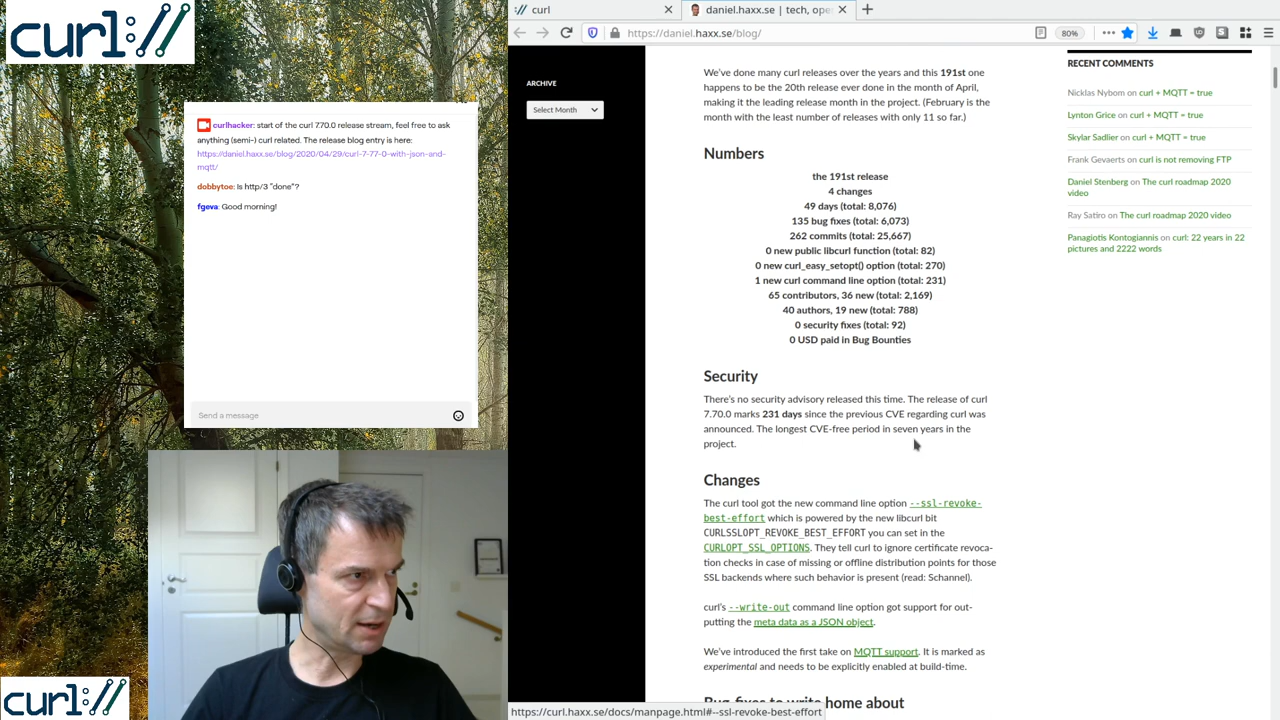 curl://
curlhacker: start of the curl 7.70.0 release stream, feel free to ask
anything (semi-) curl related. The release blog entry is here:
https://daniel.haxx.se/blog/2020/04/29/curl-7-77-0-with-json-and-
mqtt/
dobbytoe: Is http/3 "done"?
fgeva: Good morning!
Send a message
curl://
curl
daniel.haxx.se | tech, ope
https://daniel.haxx.se/blog/
80%
ARCHIVE
Select Month
We've done many curl releases over the years and this 191st one
happens to be the 20th release ever done in the month of April,
making it the leading release month in the project. (February is the
month with the least number of releases with only 11 so far.)
Numbers
the 191st release
4 changes
49 days (total: 8,076)
135 bug fixes (total: 6,073)
262 commits (total: 25,667)
0 new public libcurl function (total: 82)
0 new curl_easy_setopt() option (total: 270)
1 new curl command line option (total: 231)
65 contributors, 36 new (total: 2,169)
40 authors, 19 new (total: 788)
0 security fixes (total: 92)
0 USD paid in Bug Bounties
Security
There's no security advisory released this time. The release of curl
7.70.0 marks 231 days since the previous CVE regarding curl was
announced. The longest CVE-free period in seven years in the
project.
Changes
The curl tool got the new command line option --ssl-revoke-
best-effort which is powered by the new libcurl bit
CURLSSLOPT_REVOKE_BEST_EFFORT you can set in the
CURLOPT_SSL_OPTIONS. They tell curl to ignore certificate revoca-
tion checks in case of missing or offline distribution points for those
SSL backends where such behavior is present (read: Schannel).
curl's --write-out command line option got support for out-
putting the meta data as a JSON object.
We've introduced the first take on MQTT support. It is marked as
experimental and needs to be explicitly enabled at build-time.
Bug-fixes to write home about
RECENT COMMENTS
Nicklas Nybom on curl + MQTT = true
Lynton Grice on curl + MQTT = true
Skylar Sadlier on curl + MQTT = true
Frank Gevaerts on curl is not removing FTP
Daniel Stenberg on The curl roadmap 2020
video
Ray Satiro on The curl roadmap 2020 video
Panagiotis Kontogiannis on curl: 22 years in 22
pictures and 2222 words
https://curl.haxx.se/docs/manpage.html#--ssl-revoke-best-effort